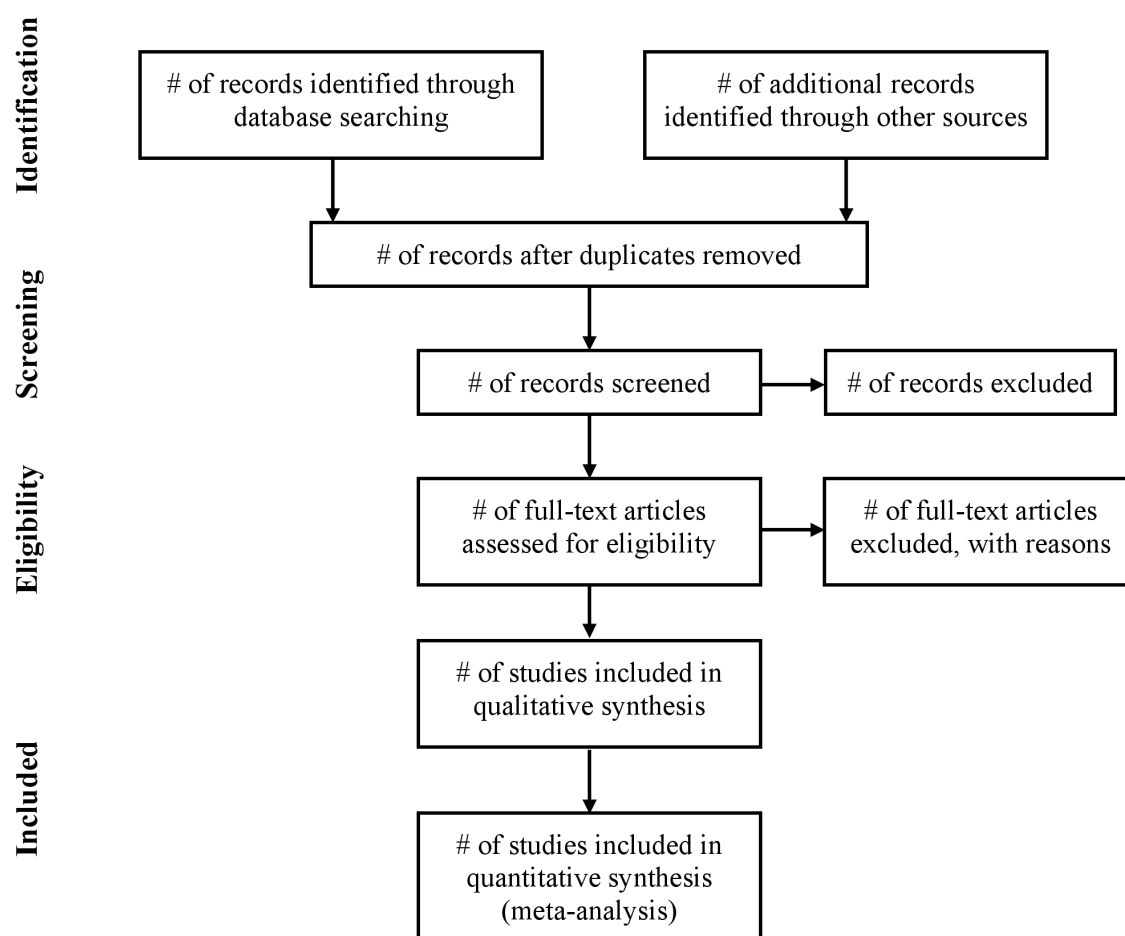 Identification
# of records identified through
database searching
# of additional records
identified through other sources
# of records after duplicates removed
Screening
# of records screened
# of records excluded
Eligibility
# of full-text articles
assessed for eligibility
# of full-text articles
excluded, with reasons
Included
# of studies included in
qualitative synthesis
# of studies included in
quantitative synthesis
(meta-analysis)